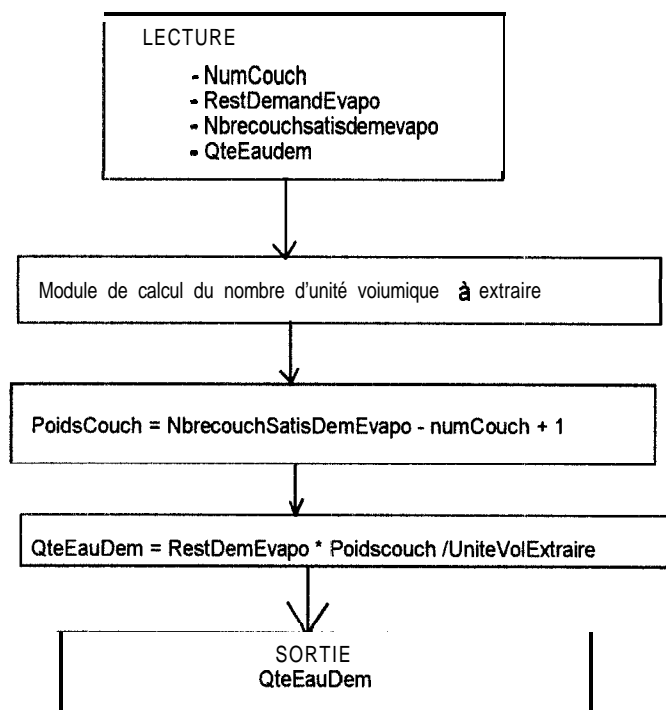 LECTURE
- NumCouch
- RestDemandEvapo
- Nbrecouchsatisdemevapo
- QteEaudem
Module de calcul du nombre d'unité voiumique à extraire
PoidsCouch = NbrecouchSatisDemEvapo - numCouch + 1
QteEauDem = RestDemEvapo * Poidscouch /UniteVolExtraire
SORTIE
QteEauDem